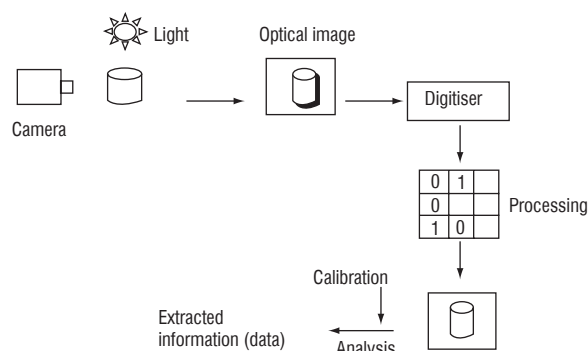 Light
Optical image
Camera
Digitiser
0 1
0
1 0
Processing
Calibration
Extracted
information (data)
Analysis